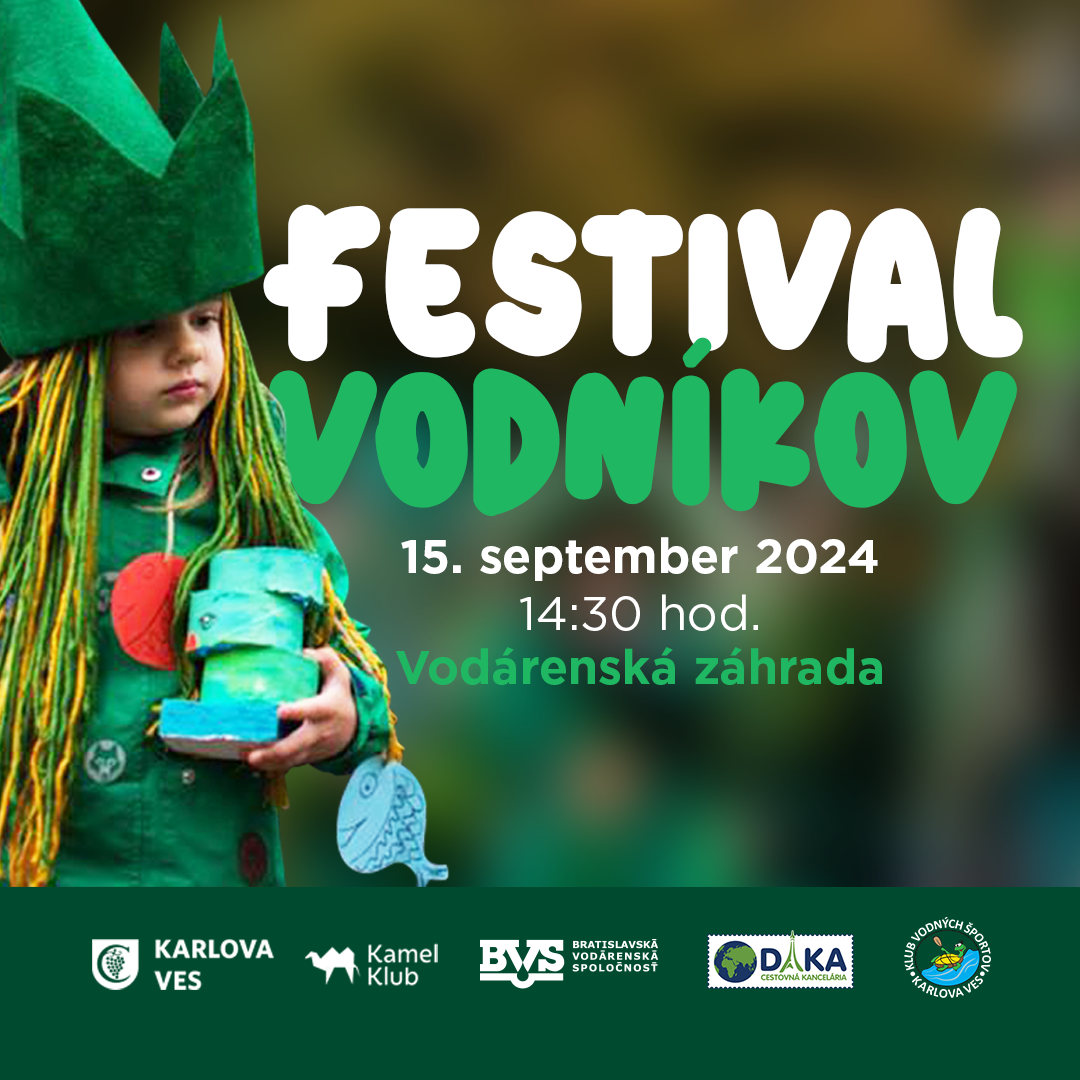 FESTIVAL
VODNÍKOV
15. september 2024
14:30 hod.
Vodárenská záhrada
KARLOVA
VES
Kamel
Klub
BVS
BRATISLAVSKÁ
VODÁRENSKÁ
SPOLOČNOSŤ
DAKA
CESTOVNÁ KANCELÁRIA
• KLUB VODNÝCH ŠPORTOV •
KARLOVA VES